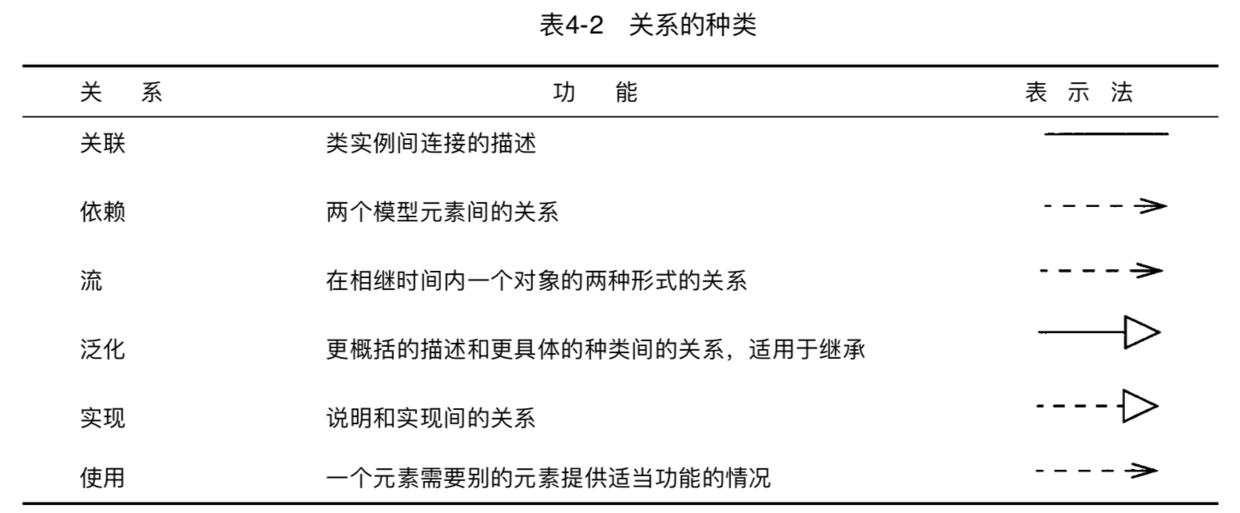 表4-2 关系的种类
关 系 功 能 表 示 法
关联 类实例间连接的描述
依赖 两个模型元素间的关系
流 在相继时间内一个对象的两种形式的关系
泛化 更概括的描述和更具体的种类间的关系，适用于继承
实现 说明和实现间的关系
使用 一个元素需要别的元素提供适当功能的情况